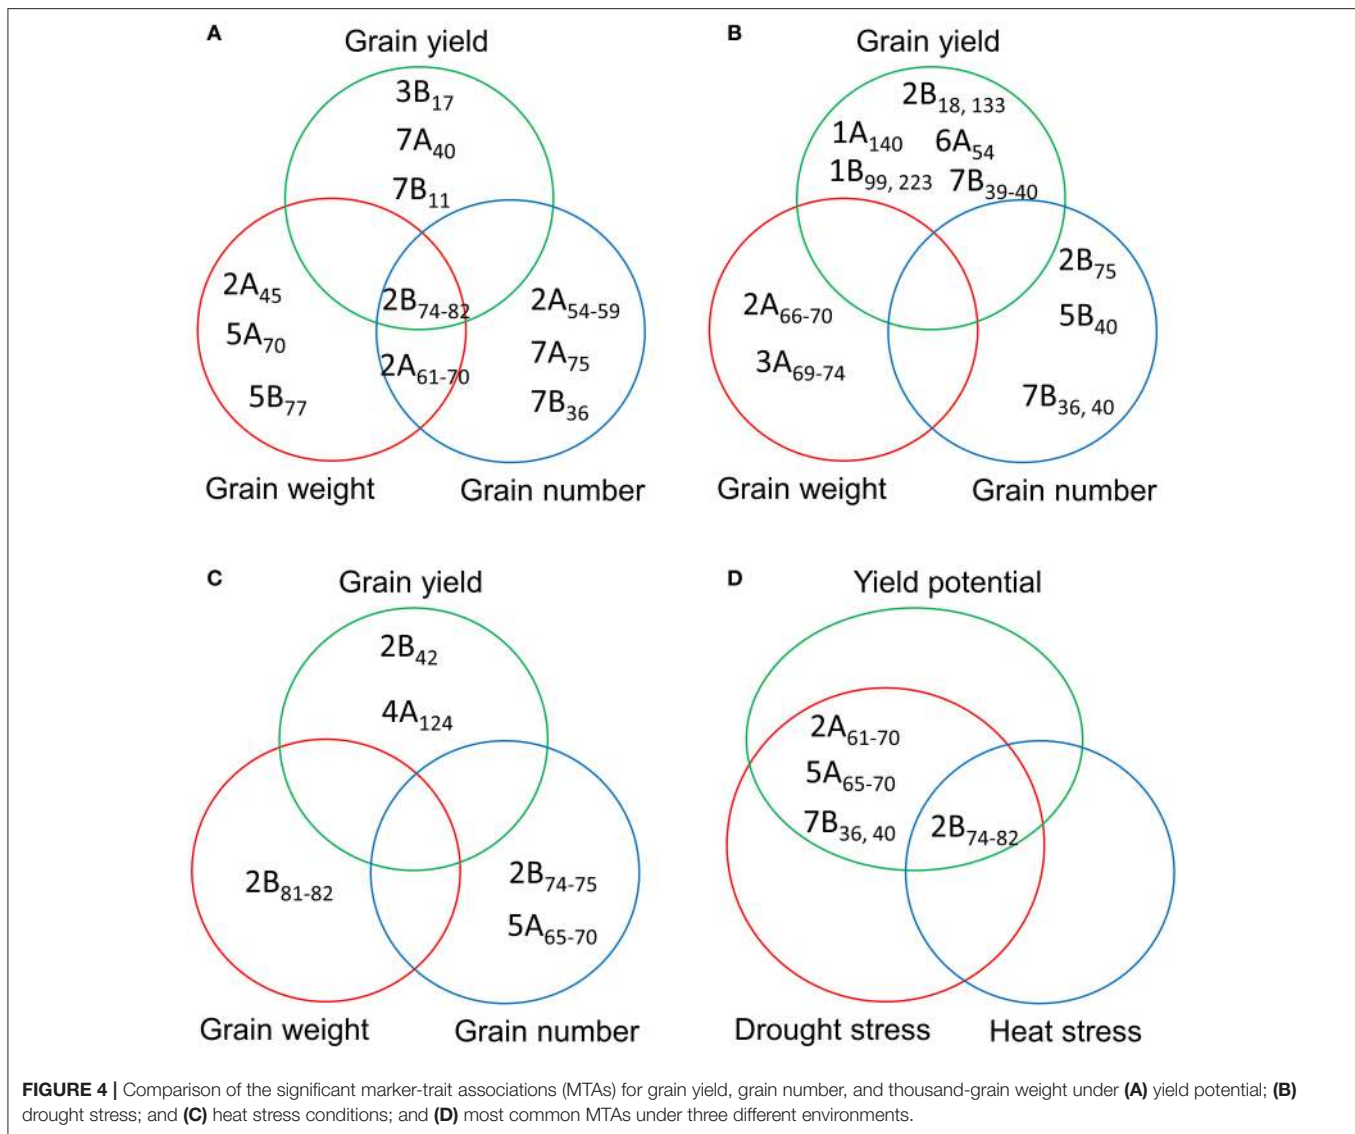 A
Grain yield
3B17
7A40
7B11
2A45
5A70
5B77
2B74-82
2A61-70
2A54-59
7A75
7B36
Grain weight
Grain number
B
Grain yield
2B18, 133
1A140
6A54
1B99, 223
7B39-40
2A66-70
3A69-74
2B75
5B40
7B36, 40
Grain weight
Grain number
C
Grain yield
2B42
4A124
2B81-82
2B74-75
5A65-70
Grain weight
Grain number
D
Yield potential
2A61-70
5A65-70
7B36, 40
2B74-82
Drought stress
Heat stress
FIGURE 4 | Comparison of the significant marker-trait associations (MTAs) for grain yield, grain number, and thousand-grain weight under (A) yield potential; (B)
drought stress; and (C) heat stress conditions; and (D) most common MTAs under three different environments.